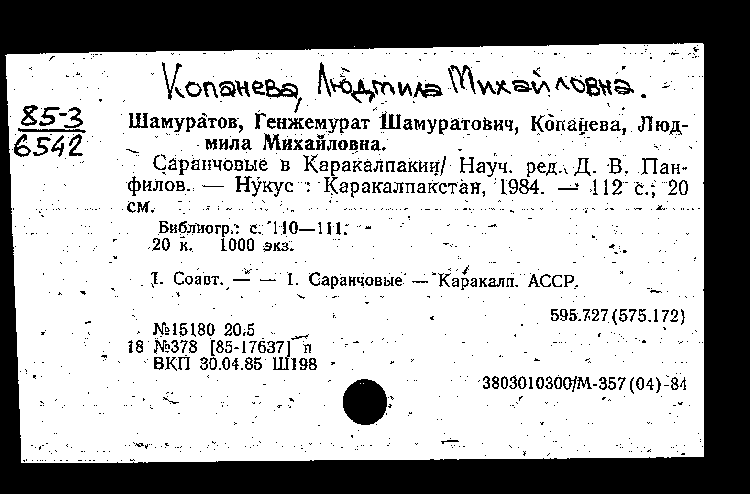 Копанева, Людмила Михайловна.
85-3
6542
Шамуратов, Генжемурат Шамуратович, Копанева, Люд-
мила Михайловна.
Саранчовые в Каракалпакии/ Науч. ред. Д. В. Пан-
филов. — Нукус : Каракалпакстан, 1984. — 112 с.; 20
см.
Библиогр.: с. 110—111.
20 к. 1000 экз.
I. Соавт. — — 1. Саранчовые — Каракалп. АССР.
595.727(575.172)
№15180 20.5
18 №378 [85-17637] п
ВКП 30.04.85 Ш198
3803010300/М-357(04)-84